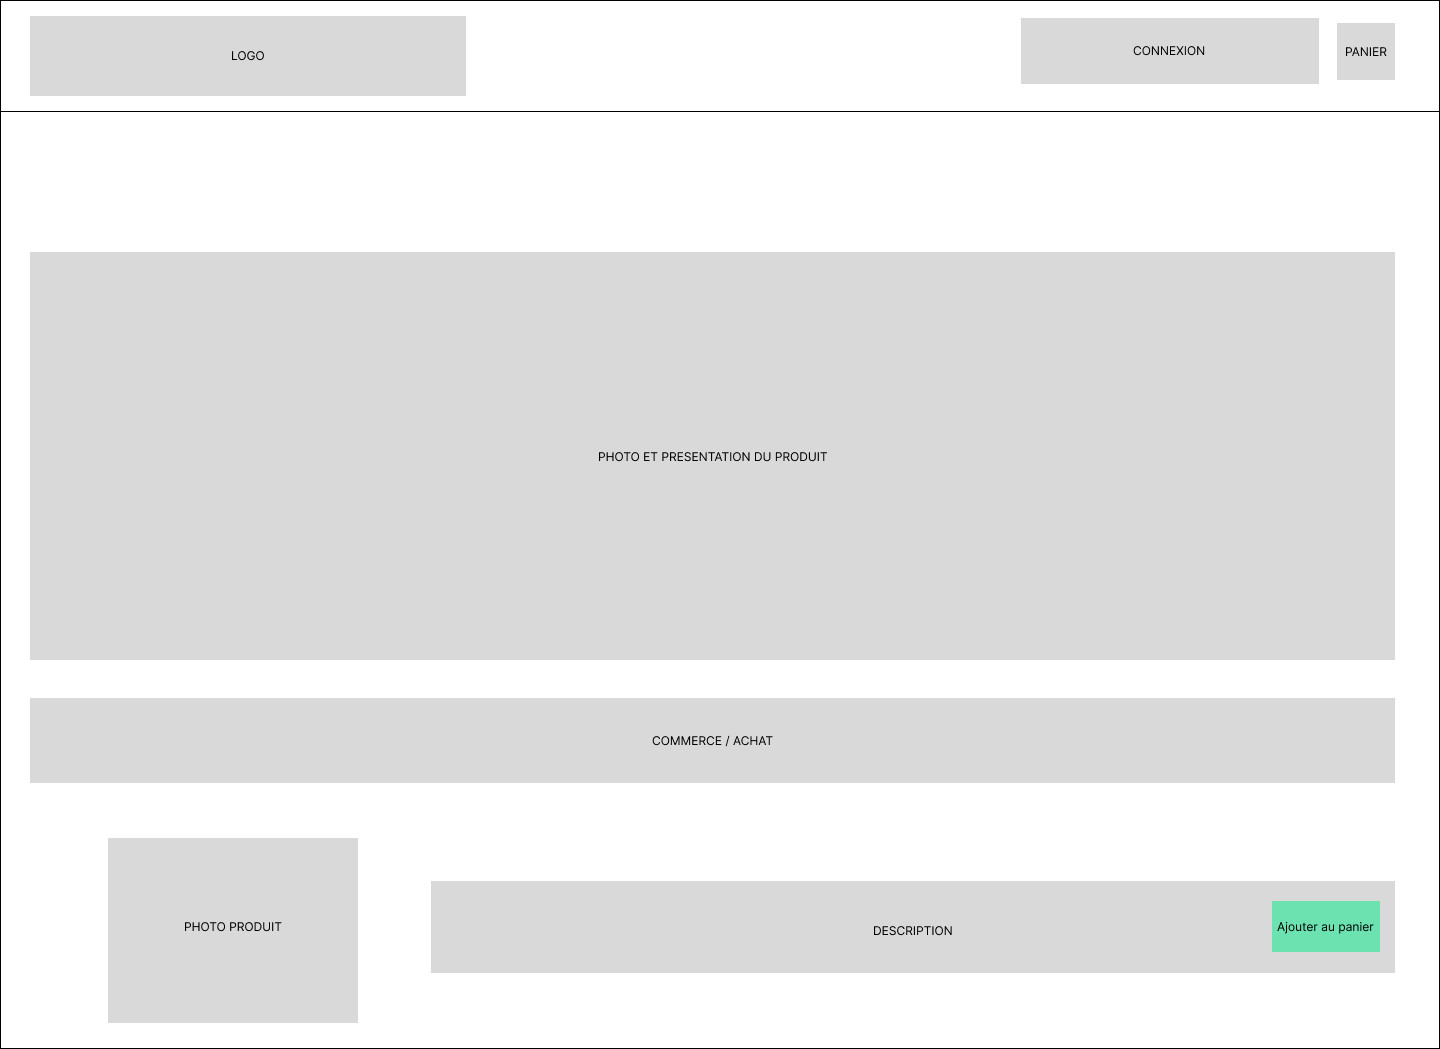 LOGO
CONNEXION
PANIER
PHOTO ET PRESENTATION DU PRODUIT
COMMERCE / ACHAT
PHOTO PRODUIT
DESCRIPTION
Ajouter au panier